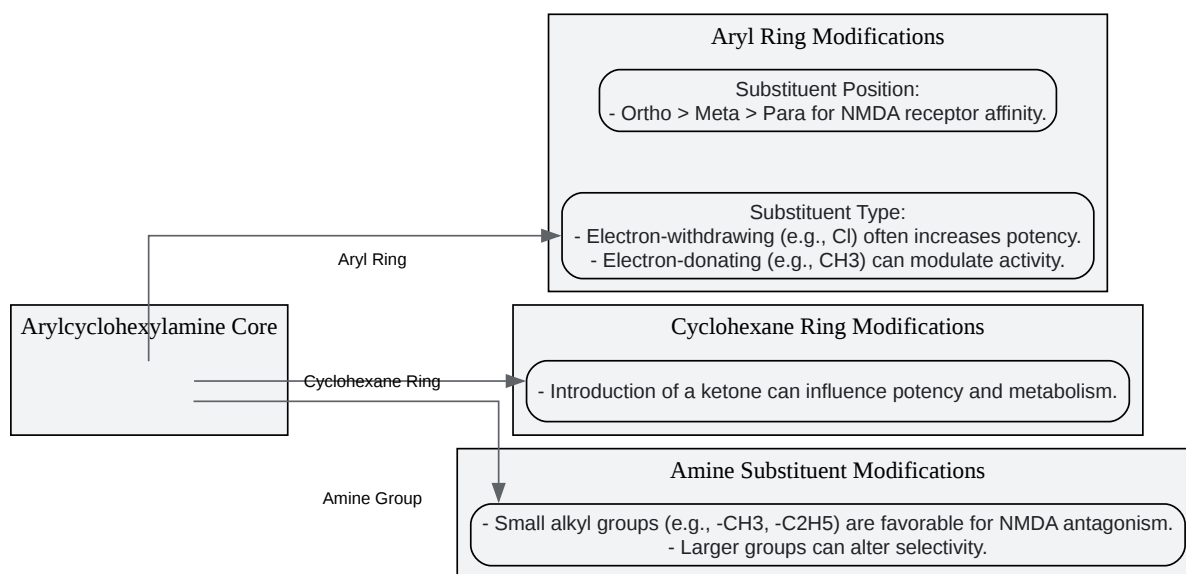 Aryl Ring Modifications
Substituent Position:
- Ortho > Meta > Para for NMDA receptor affinity.
Substituent Type:
- Electron-withdrawing (e.g., Cl) often increases potency.
- Electron-donating (e.g., CH3) can modulate activity.
Aryl Ring
Arylcyclohexylamine Core
Cyclohexane Ring Modifications
Cyclohexane Ring
- Introduction of a ketone can influence potency and metabolism.
Amine Substituent Modifications
Amine Group
- Small alkyl groups (e.g., -CH3, -C2H5) are favorable for NMDA antagonism.
- Larger groups can alter selectivity.